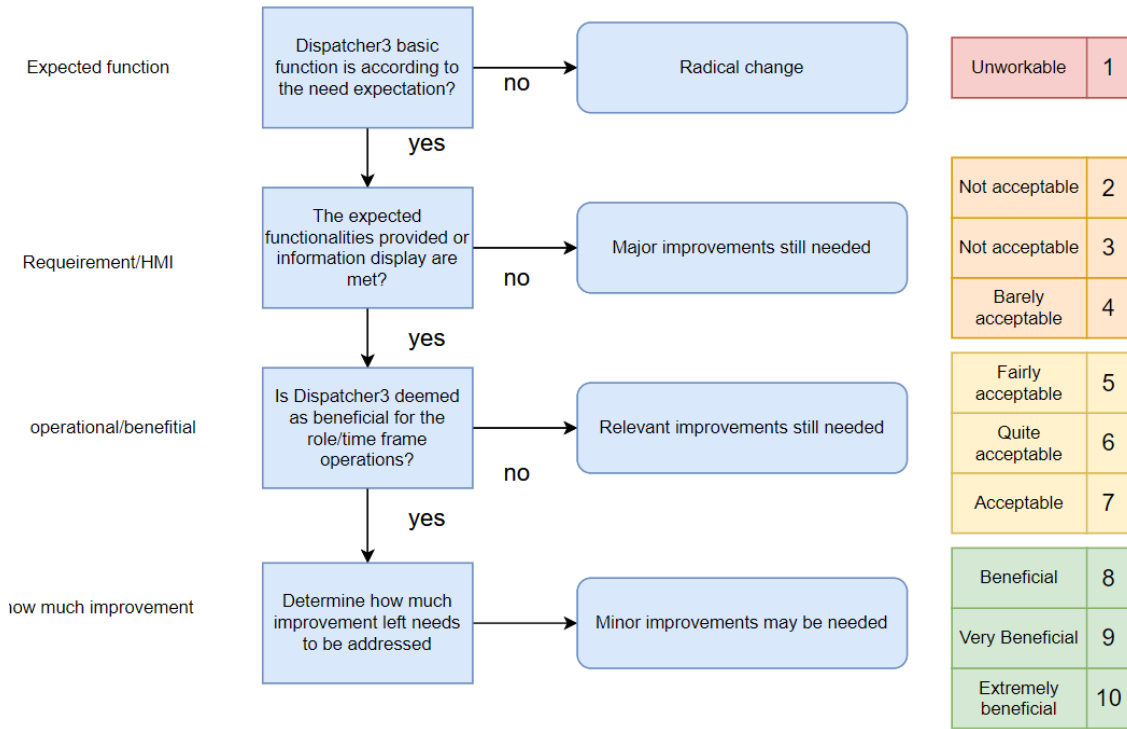 Expected function
Dispatcher3 basic
function is according to
the need expectation?
no
Radical change
Unworkable 1
yes
Requeirement/HMI
The expected
functionalities provided or
information display are
met?
no
Major improvements still needed
Not acceptable 2
Not acceptable 3
Barely
acceptable 4
yes
operational/benefitial
Is Dispatcher3 deemed
as beneficial for the
role/time frame
operations?
no
Relevant improvements still needed
Fairly
acceptable 5
Quite
acceptable 6
Acceptable 7
yes
how much improvement
Determine how much
improvement left needs
to be addressed
Minor improvements may be needed
Beneficial 8
Very Beneficial 9
Extremely
beneficial 10